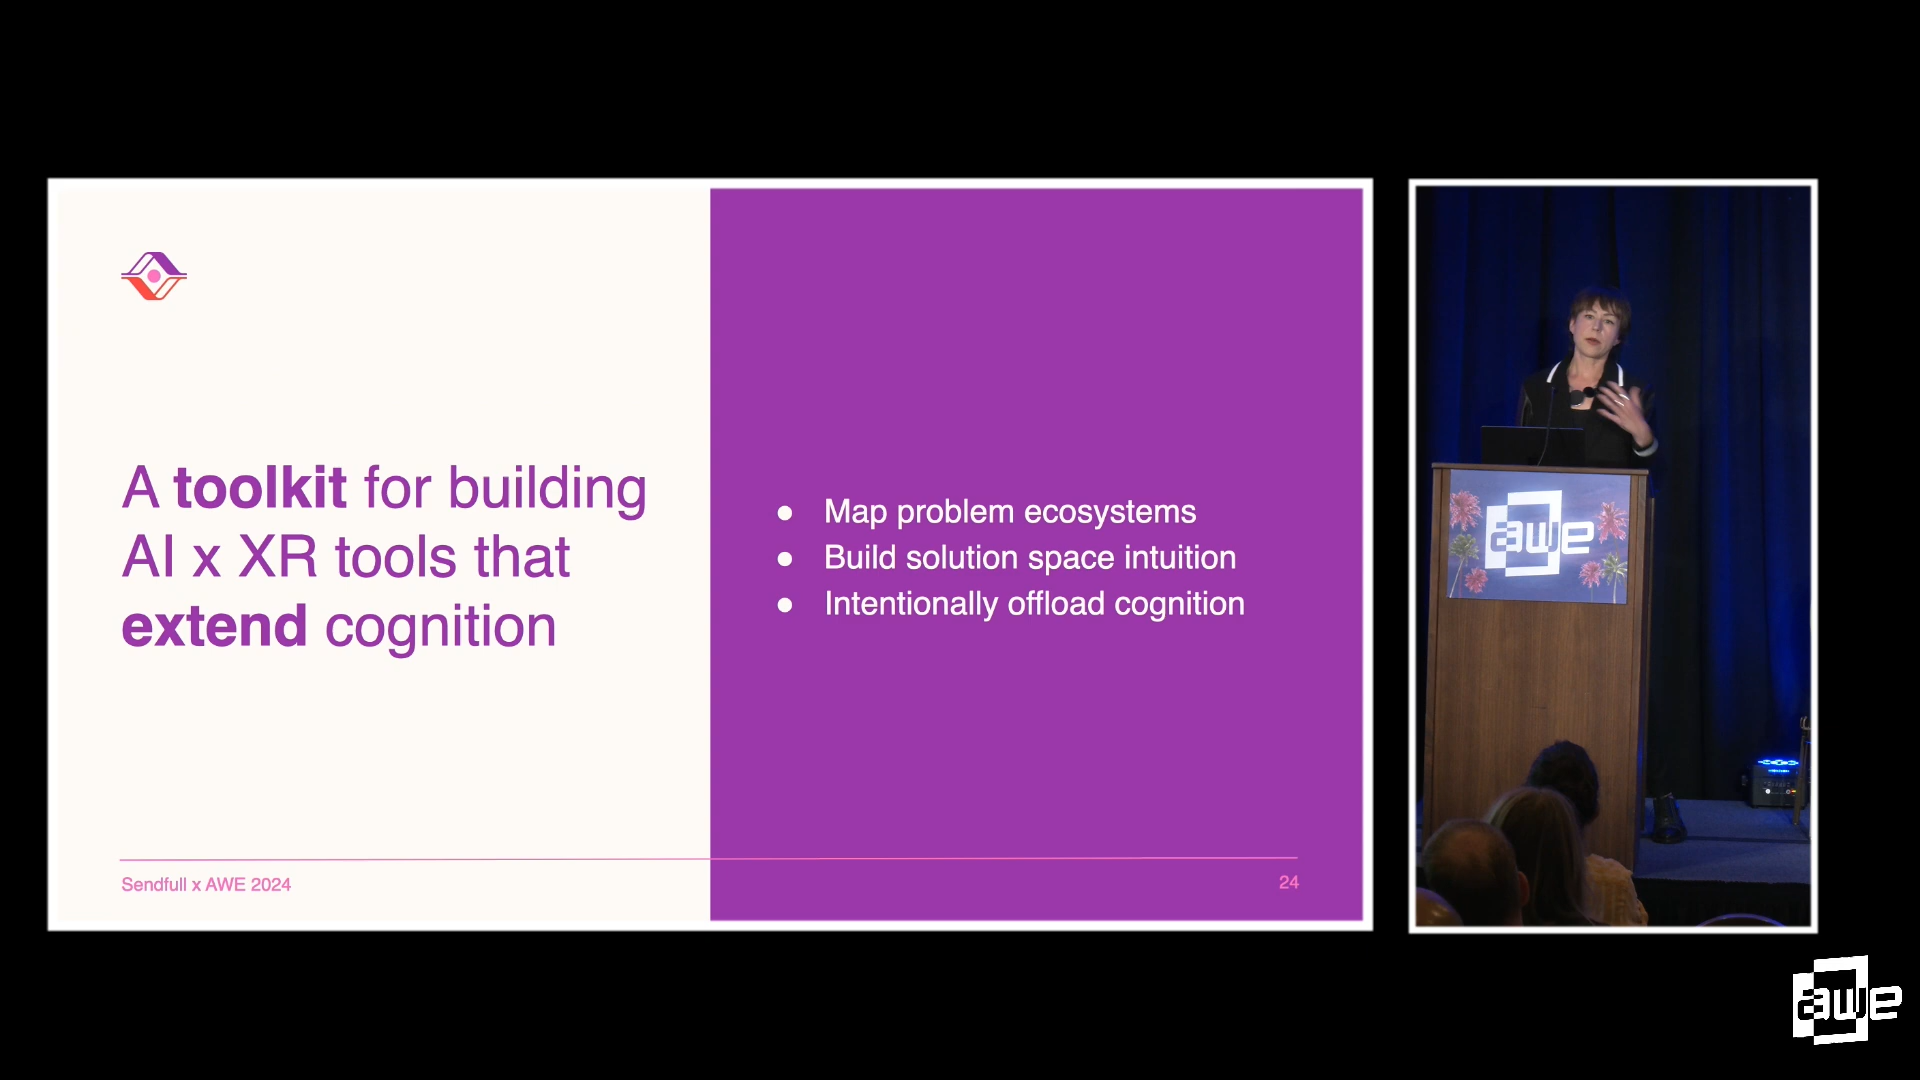 A toolkit for building
AI x XR tools that
extend cognition
Map problem ecosystems
Build solution space intuition
Intentionally offload cognition
Sendfull x AWE 2024
24
awe
awe